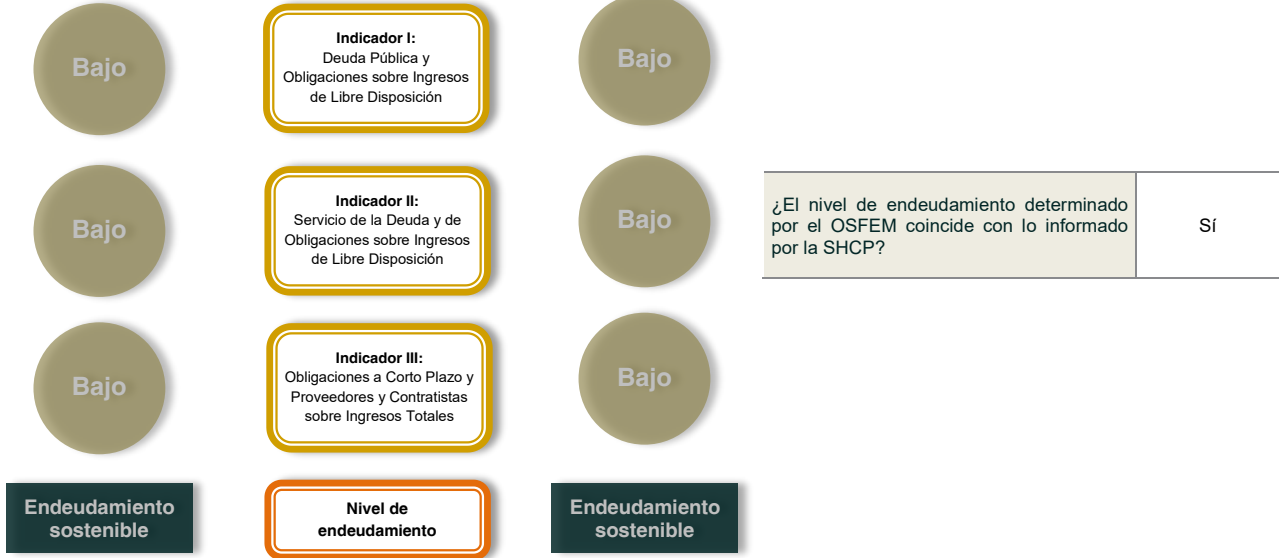 Bajo
Indicador I:
Deuda Pública y
Obligaciones sobre Ingresos
de Libre Disposición
Bajo
Bajo
Indicador II:
Servicio de la Deuda y de
Obligaciones sobre Ingresos
de Libre Disposición
Bajo
¿El nivel de endeudamiento determinado
por el OSFEM coincide con lo informado
por la SHCP?
Sí
Bajo
Indicador III:
Obligaciones a Corto Plazo y
Proveedores y Contratistas
sobre Ingresos Totales
Bajo
Endeudamiento
sostenible
Nivel de
endeudamiento
Endeudamiento
sostenible